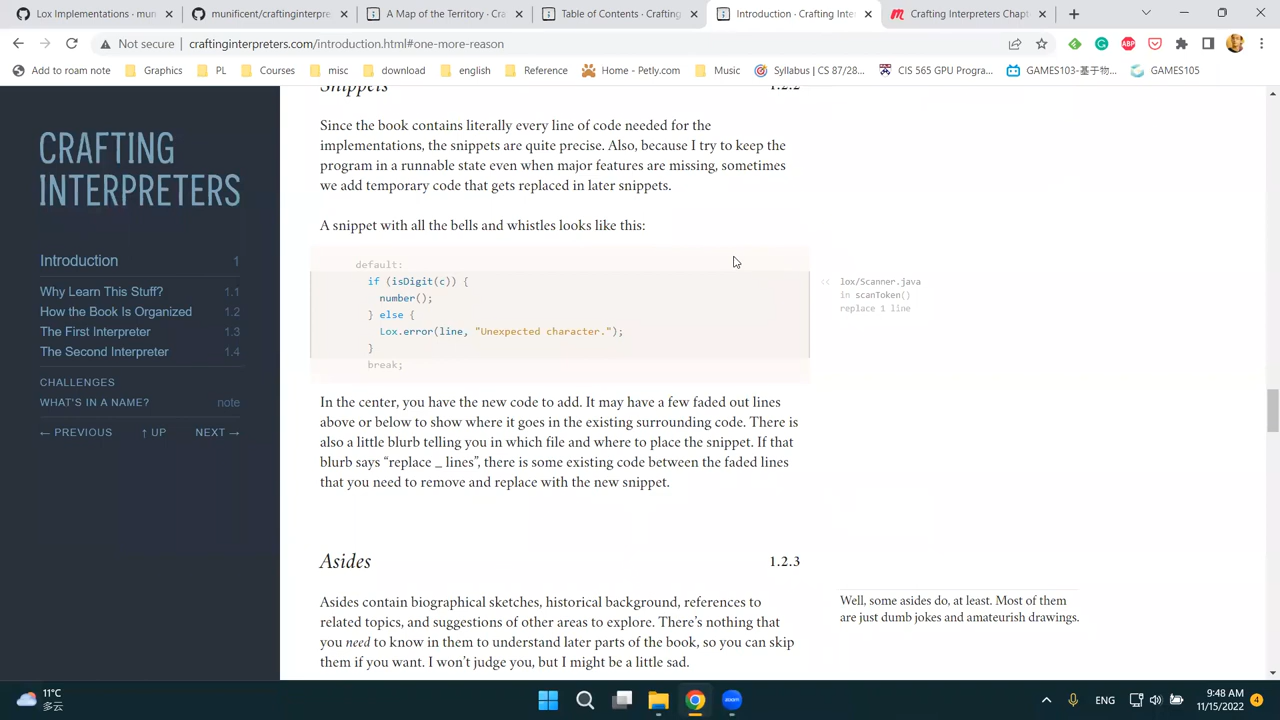 Lox Implementations - mun
munificent/craftinginterpre
A Map of the Territory · Cra
Table of Contents · Crafting
Introduction · Crafting Inte
Crafting Interpreters Chapt
Not secure
craftinginterpreters.com/introduction.html#one-more-reason
Add to roam note
Graphics
PL
Courses
misc
download
english
Reference
Home - Petly.com
Music
Syllabus | CS 87/28...
CIS 565 GPU Progra...
GAMES103-基于物...
GAMES105
CRAFTING
INTERPRETERS
Introduction 1
Why Learn This Stuff? 1.1
How the Book Is Organized 1.2
The First Interpreter 1.3
The Second Interpreter 1.4
CHALLENGES
WHAT'S IN A NAME? note
← PREVIOUS ↑ UP NEXT →
Snippets 1.2.2
Since the book contains literally every line of code needed for the
implementations, the snippets are quite precise. Also, because I try to keep the
program in a runnable state even when major features are missing, sometimes
we add temporary code that gets replaced in later snippets.
A snippet with all the bells and whistles looks like this:
default:
if (isDigit(c)) {
number();
} else {
Lox.error(line, "Unexpected character.");
}
break;
<< lox/Scanner.java
in scanToken()
replace 1 line
In the center, you have the new code to add. It may have a few faded out lines
above or below to show where it goes in the existing surrounding code. There is
also a little blurb telling you in which file and where to place the snippet. If that
blurb says “replace _ lines”, there is some existing code between the faded lines
that you need to remove and replace with the new snippet.
Asides 1.2.3
Asides contain biographical sketches, historical background, references to
related topics, and suggestions of other areas to explore. There’s nothing that
you need to know in them to understand later parts of the book, so you can skip
them if you want. I won’t judge you, but I might be a little sad.
Well, some asides do, at least. Most of them
are just dumb jokes and amateurish drawings.
11°C
多云
zoom
ENG
9:48 AM
11/15/2022
4